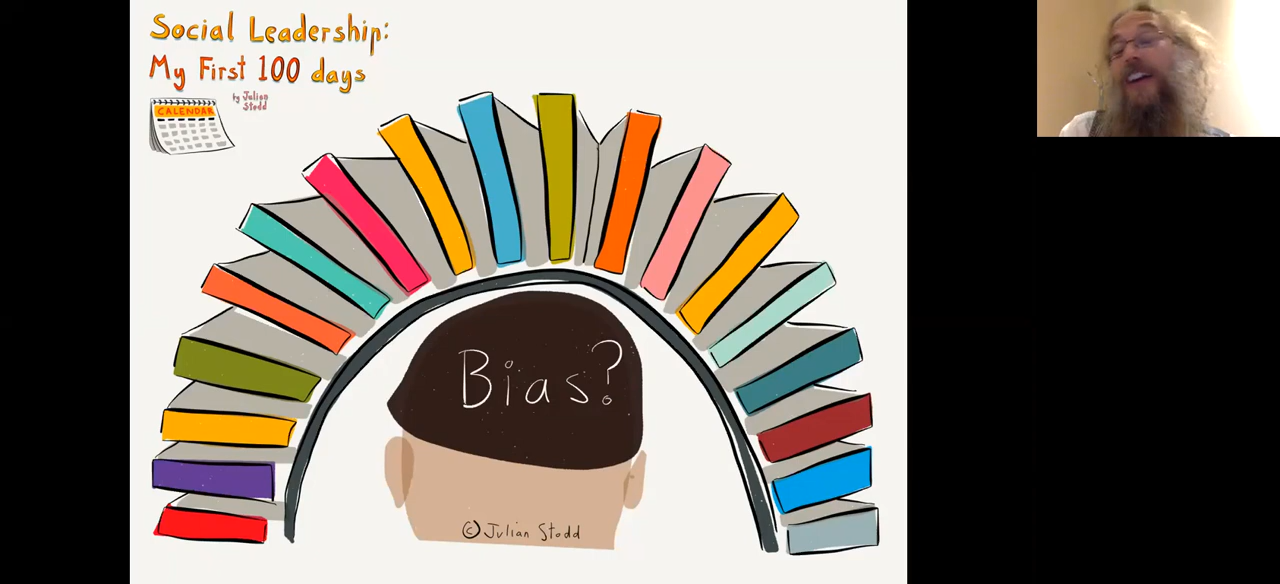 Social Leadership:
My First 100 days
by Julian
Stodd
CALENDAR
Bias?
© Julian Stodd